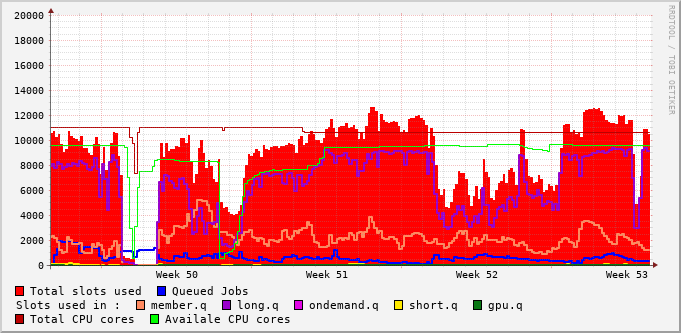 20000
18000
16000
14000
12000
10000
8000
6000
4000
2000
0
Week 50 Week 51 Week 52 Week 53
RRDTOOL / TOBI OETIKER
Total slots used Queued Jobs
Slots used in : member.q long.q ondemand.q short.q gpu.q
Total CPU cores Availale CPU cores